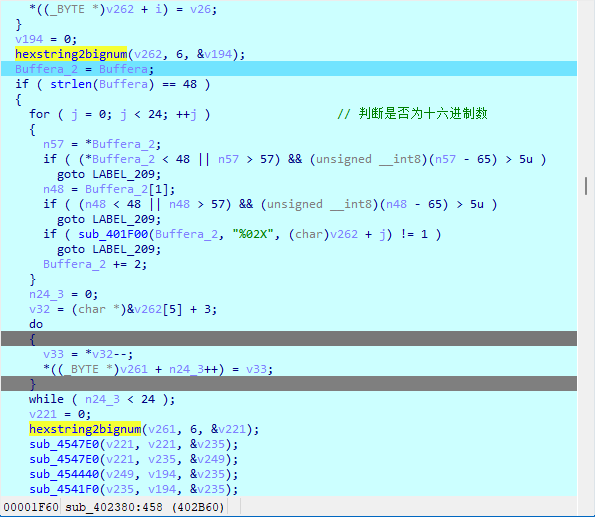 *((_BYTE *)v262 + i) = v26;
}
v194 = 0;
hexstring2bignum(v262, 6, &v194);
Buffera_2 = Buffera;
if ( strlen(Buffera) == 48 )
{
for ( j = 0; j < 24; ++j ) // 判断是否为十六进制数
{
n57 = *Buffera_2;
if ( (*Buffera_2 < 48 || n57 > 57) && (unsigned __int8)(n57 - 65) > 5u )
goto LABEL_209;
n48 = Buffera_2[1];
if ( (n48 < 48 || n48 > 57) && (unsigned __int8)(n48 - 65) > 5u )
goto LABEL_209;
if ( sub_401F00(Buffera_2, "%02X", (char)v262 + j) != 1 )
goto LABEL_209;
Buffera_2 += 2;
}
n24_3 = 0;
v32 = (char *)&v262[5] + 3;
do
{
v33 = *v32--;
*((_BYTE *)v261 + n24_3++) = v33;
}
while ( n24_3 < 24 );
v221 = 0;
hexstring2bignum(v261, 6, &v221);
sub_4547E0(v221, v221, &v235);
sub_4547E0(v221, v235, &v249);
sub_454440(v249, v194, &v235);
sub_4541F0(v235, v194, &v235);
00001F60 sub_402380:458 (402B60)